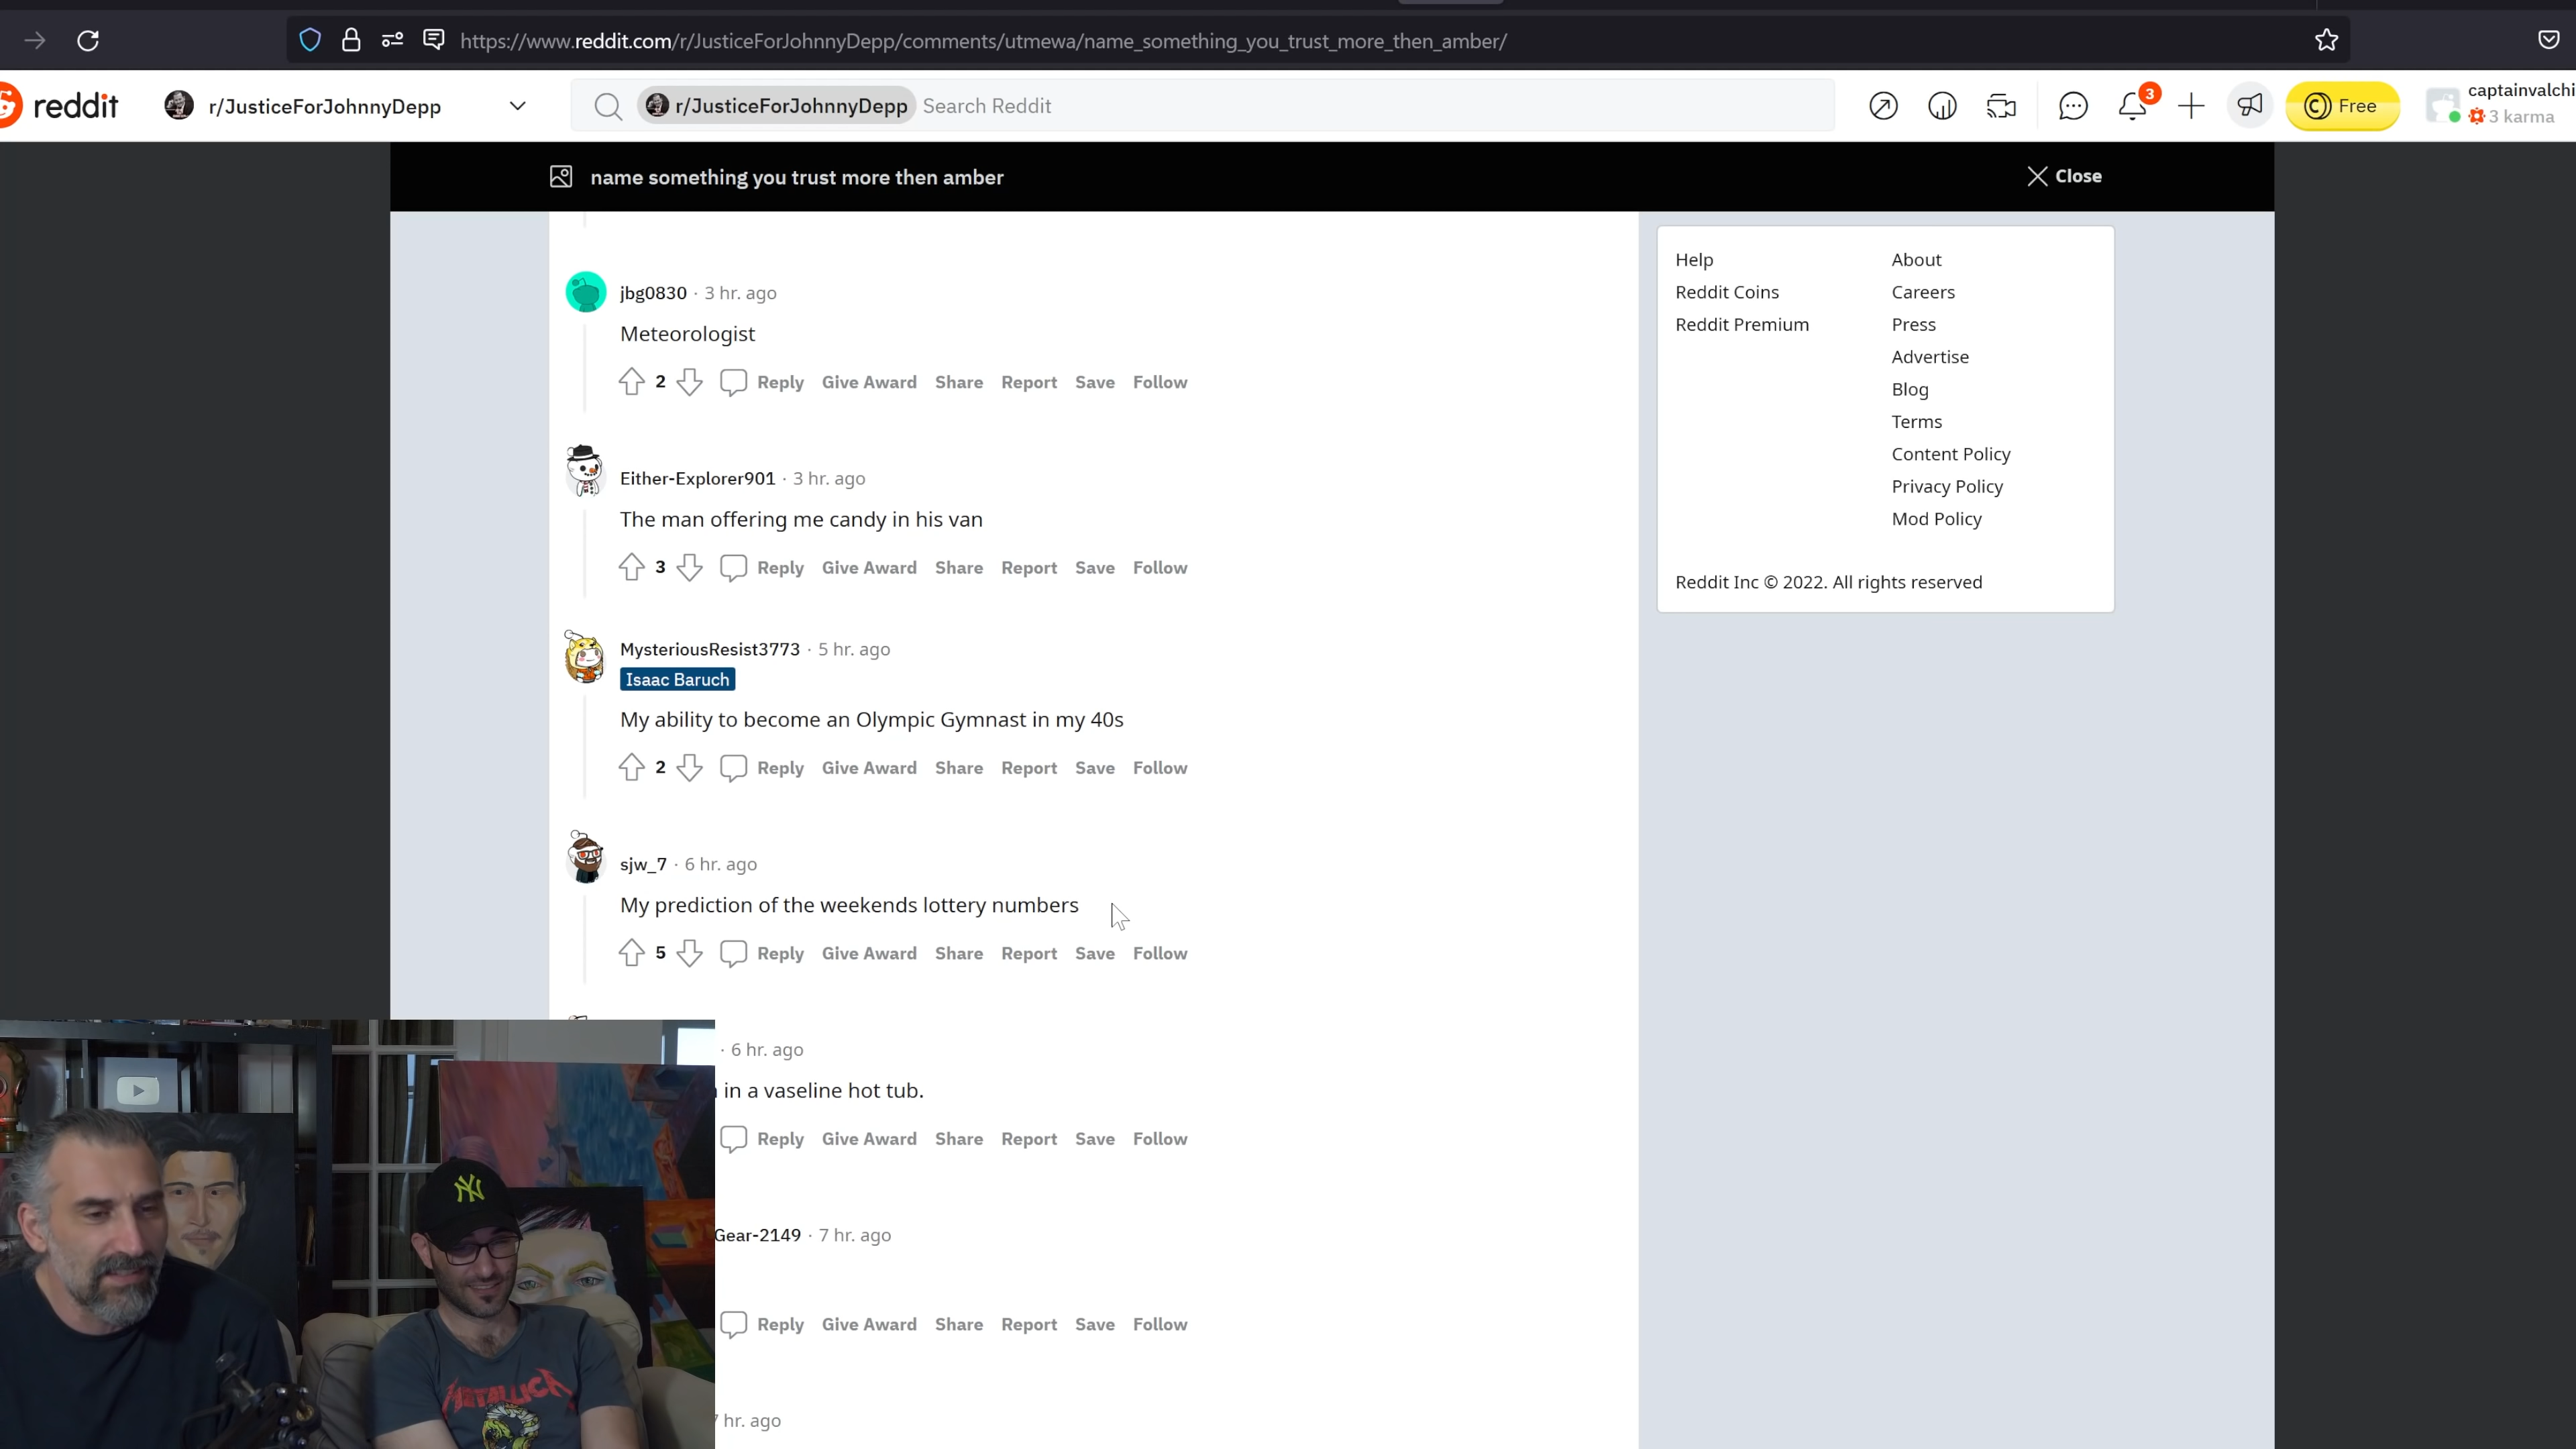 https://www.reddit.com/r/JusticeForJohnnyDepp/comments/utmewa/name_something_you_trust_more_then_amber/
reddit
r/JusticeForJohnnyDepp
r/JusticeForJohnnyDepp
Search Reddit
3
Free
captainvalchi
3 karma
name something you trust more then amber
Close
jbg0830 · 3 hr. ago
Meteorologist
2 Reply Give Award Share Report Save Follow
Either-Explorer901 · 3 hr. ago
The man offering me candy in his van
3 Reply Give Award Share Report Save Follow
MysteriousResist3773 · 5 hr. ago
Isaac Baruch
My ability to become an Olympic Gymnast in my 40s
2 Reply Give Award Share Report Save Follow
sjw_7 · 6 hr. ago
My prediction of the weekends lottery numbers
5 Reply Give Award Share Report Save Follow
· 6 hr. ago
in a vaseline hot tub.
Reply Give Award Share Report Save Follow
Gear-2149 · 7 hr. ago
Reply Give Award Share Report Save Follow
hr. ago
Help
Reddit Coins
Reddit Premium
About
Careers
Press
Advertise
Blog
Terms
Content Policy
Privacy Policy
Mod Policy
Reddit Inc © 2022. All rights reserved
NY
METALLICA